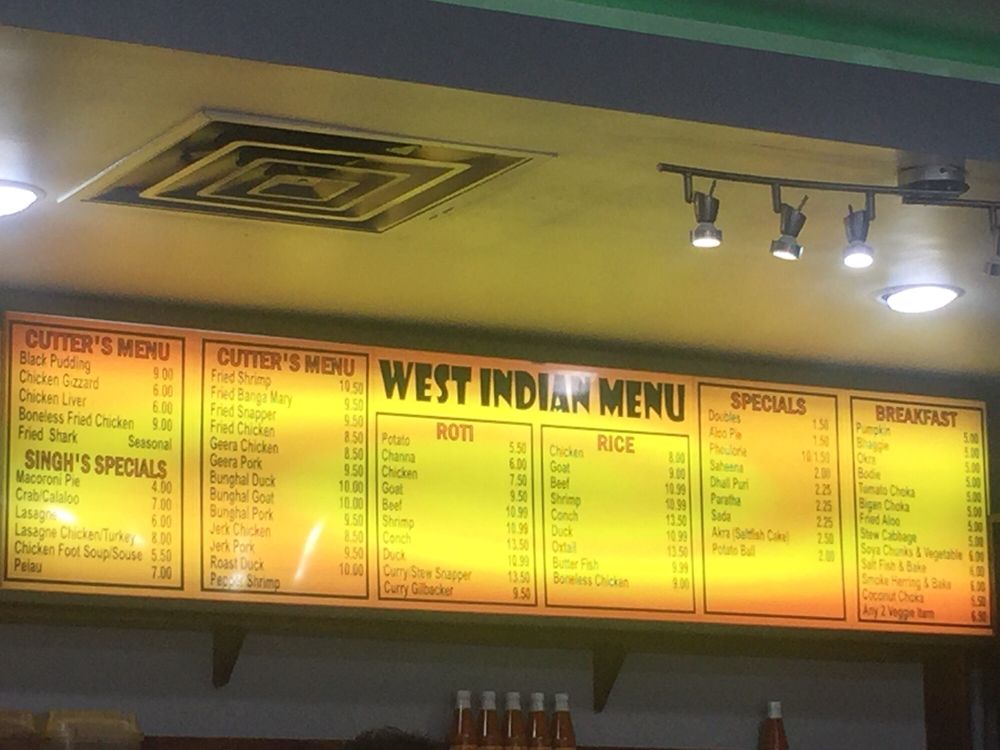 CUTTER'S MENU
Black Pudding 9.00
Chicken Gizzard 6.00
Chicken Liver 6.00
Boneless Fried Chicken 9.00
Fried Shark Seasonal
SINGH'S SPECIALS
Macoroni Pie 4.00
Crab/Calaloo 7.00
Lasagne 6.00
Lasagne Chicken/Turkey 8.00
Chicken Foot Soup/Souse 5.50
Pelau 7.00
CUTTER'S MENU
Fried Shrimp 10.50
Fried Banga Mary 9.50
Fried Snapper 9.50
Fried Chicken 8.50
Geera Chicken 8.50
Geera Pork 9.50
Bunghal Duck 10.00
Bunghal Goat 10.00
Bunghal Pork 9.50
Jerk Chicken 8.50
Jerk Pork 9.50
Roast Duck 10.00
Pepper Shrimp
WEST INDIAN MENU
ROTI
Potato 5.50
Channa 6.00
Chicken 7.50
Goat 9.50
Beef 10.99
Shrimp 10.99
Conch 13.50
Duck 10.99
Curry Stew Snapper 13.50
Curry Gilbacker 9.50
RICE
Chicken 8.00
Goat 9.00
Beef 10.99
Shrimp 10.99
Conch 13.50
Duck 10.99
Oxtail 13.50
Butter Fish 9.99
Boneless Chicken 9.00
SPECIALS
Doubles 1.50
Aloo Pie 1.50
Pholorie 10/1.50
Saheena 2.00
Dhall Puri 2.25
Paratha 2.25
Sada 2.25
Akra (Saltfish Cake) 2.50
Potato Ball 2.00
BREAKFAST
Pumpkin 5.00
Bhaggie 5.00
Okra 5.00
Bodie 5.00
Tomato Choka 5.00
Bigan Choka 5.00
Fried Aloo 5.00
Stew Cabbage 5.00
Soya Chunks & Vegetable 6.00
Salt Fish & Bake 6.00
Smoke Herring & Bake 6.00
Coconut Choka 5.50
Any 2 Veggie Item 6.50